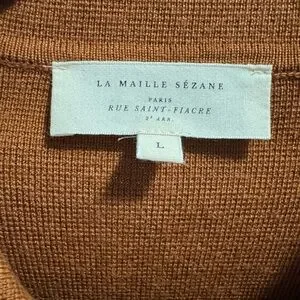 LA MAILLE SÉZANE
PARIS
RUE SAINT-FIACRE
2ᵉ ARR.
L